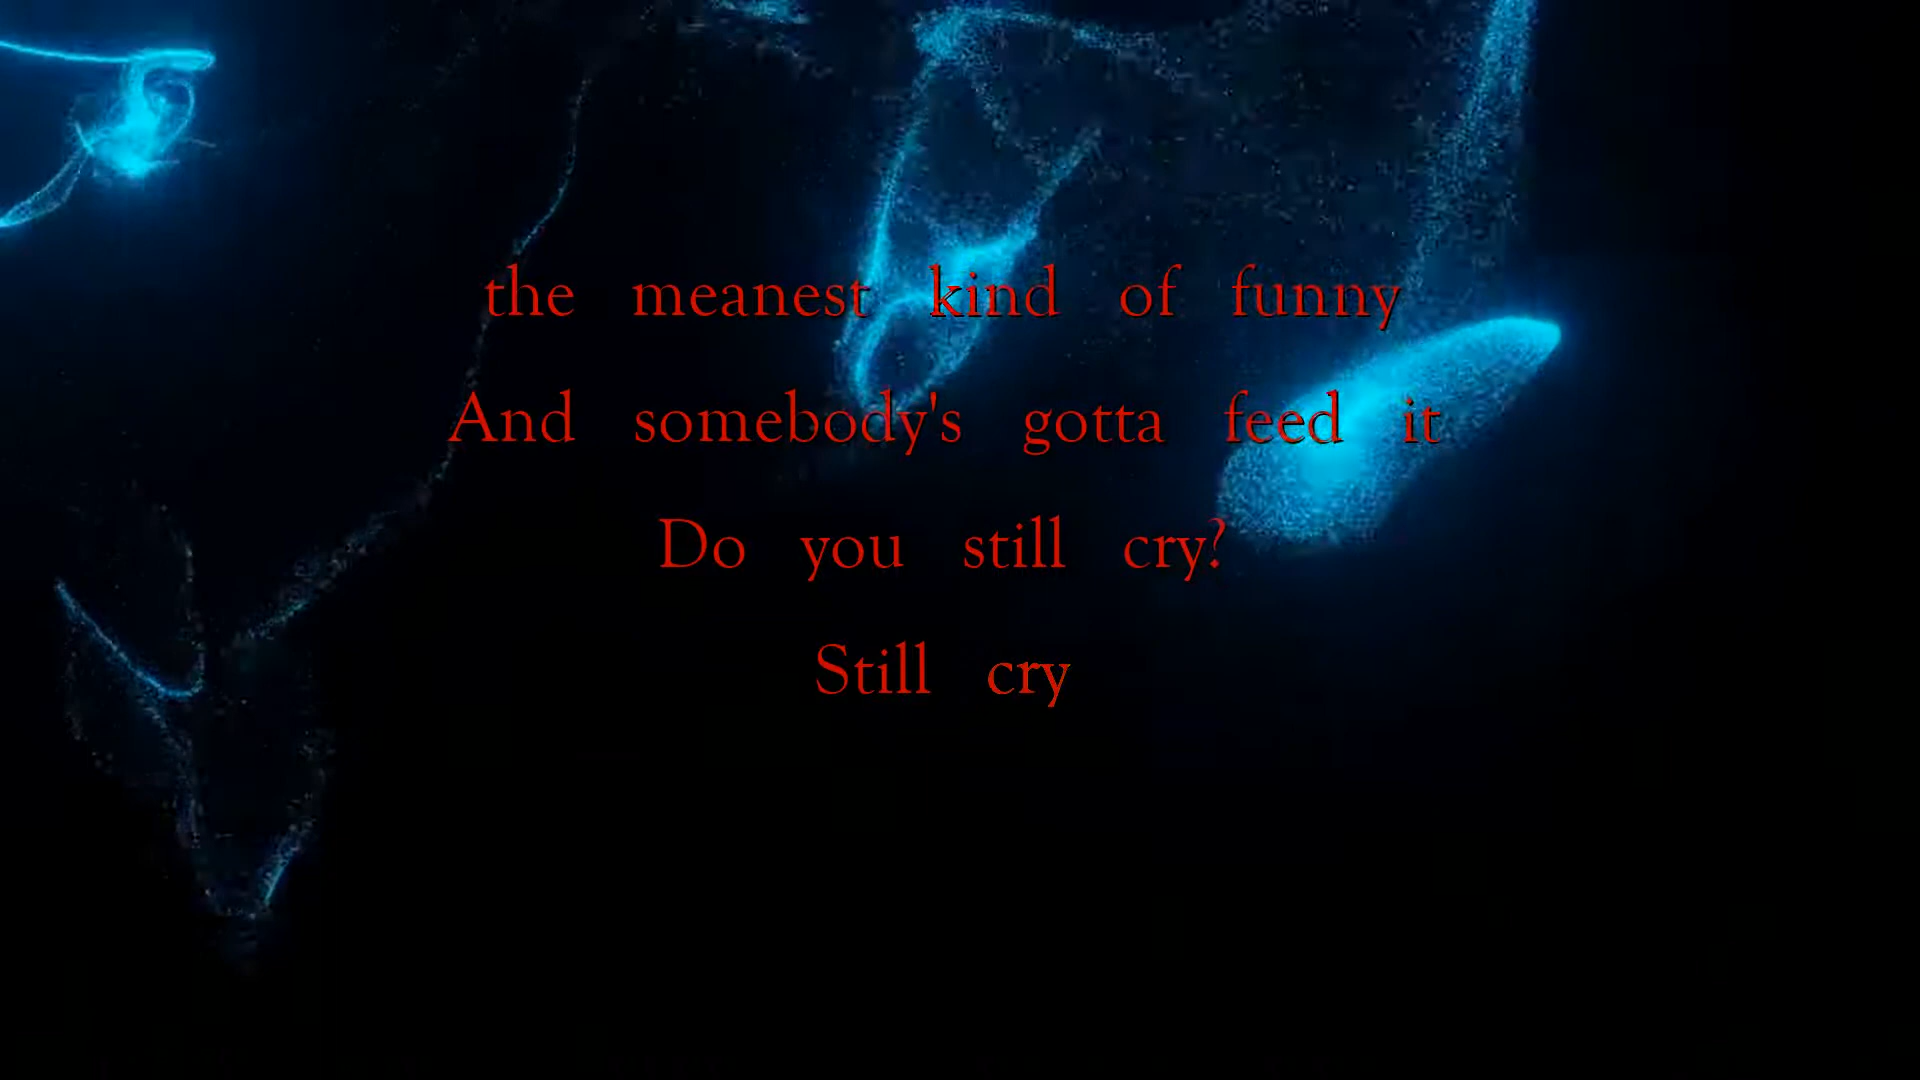 the meanest kind of funny
And somebody's gotta feed it
Do you still cry?
Still cry